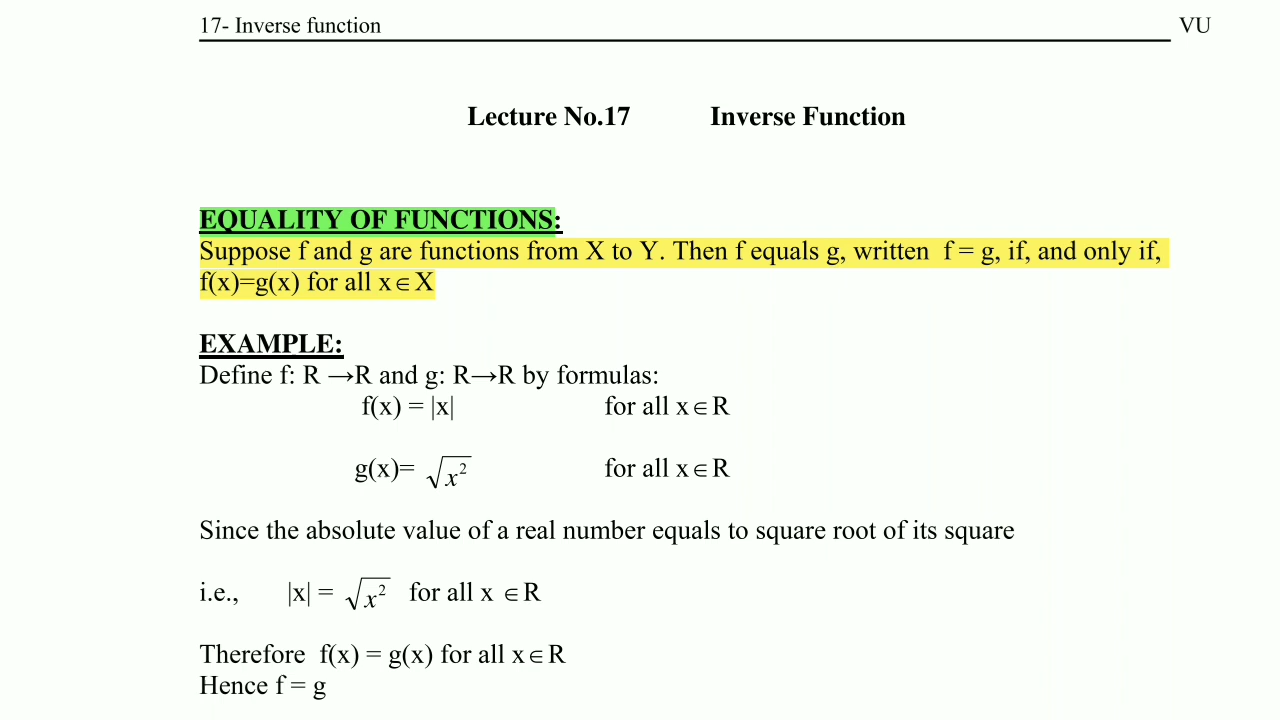 17- Inverse function VU
Lecture No.17 Inverse Function
EQUALITY OF FUNCTIONS:
Suppose f and g are functions from X to Y. Then f equals g, written f = g, if, and only if,
f(x)=g(x) for all x∈X
EXAMPLE:
Define f: R →R and g: R→R by formulas:
f(x) = |x| for all x∈R
g(x)= √x² for all x∈R
Since the absolute value of a real number equals to square root of its square
i.e., |x| = √x² for all x ∈R
Therefore f(x) = g(x) for all x∈R
Hence f = g